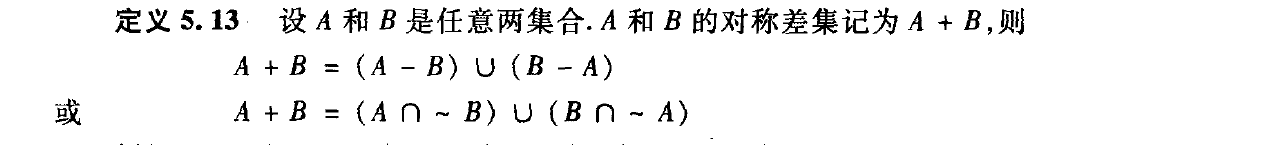 定义 5.13 设 A 和 B 是任意两集合.A 和 B 的对称差集记为 A + B,则
A + B = (A - B) ∪ (B - A)
或 A + B = (A ∩ ~ B) ∪ (B ∩ ~ A)